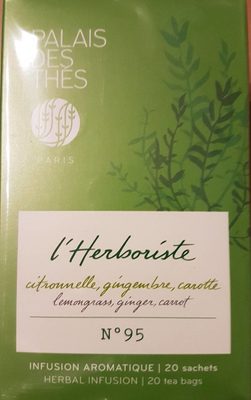 PALAIS
DES
THÉS
PARIS
l'Herboriste
citronnelle, gingembre, carotte
lemongrass, ginger, carrot
N°95
INFUSION AROMATIQUE | 20 sachets
HERBAL INFUSION | 20 tea bags